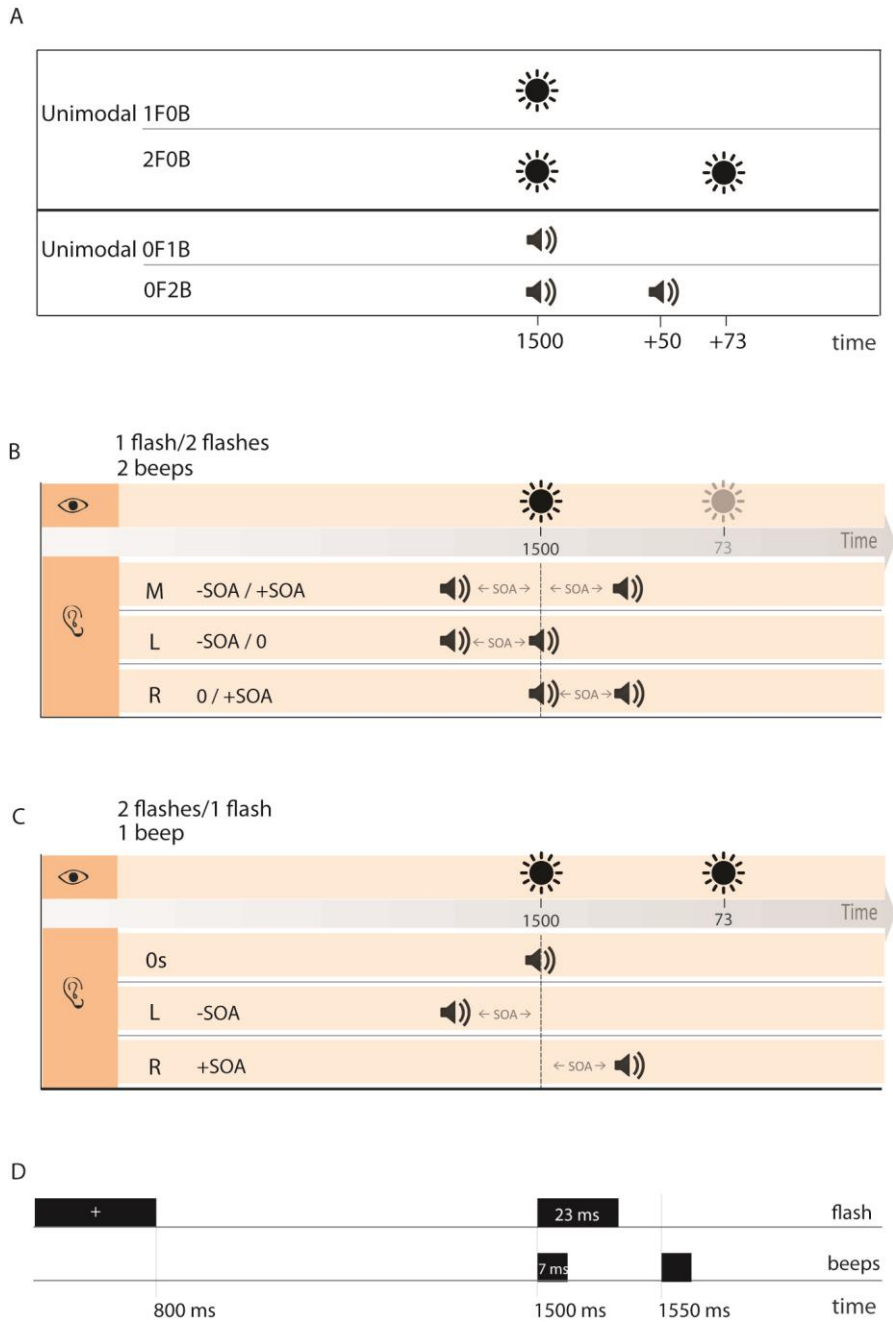 A
Unimodal 1F0B
2F0B
Unimodal 0F1B
0F2B
1500 +50 +73 time
B
1 flash/2 flashes
2 beeps
1500 73 Time
M -SOA / +SOA ← SOA → ← SOA →
L -SOA / 0 ← SOA →
R 0 / +SOA ← SOA →
C
2 flashes/1 flash
1 beep
1500 73 Time
0s
L -SOA ← SOA →
R +SOA ← SOA →
D
+ 23 ms flash
7 ms beeps
800 ms 1500 ms 1550 ms time